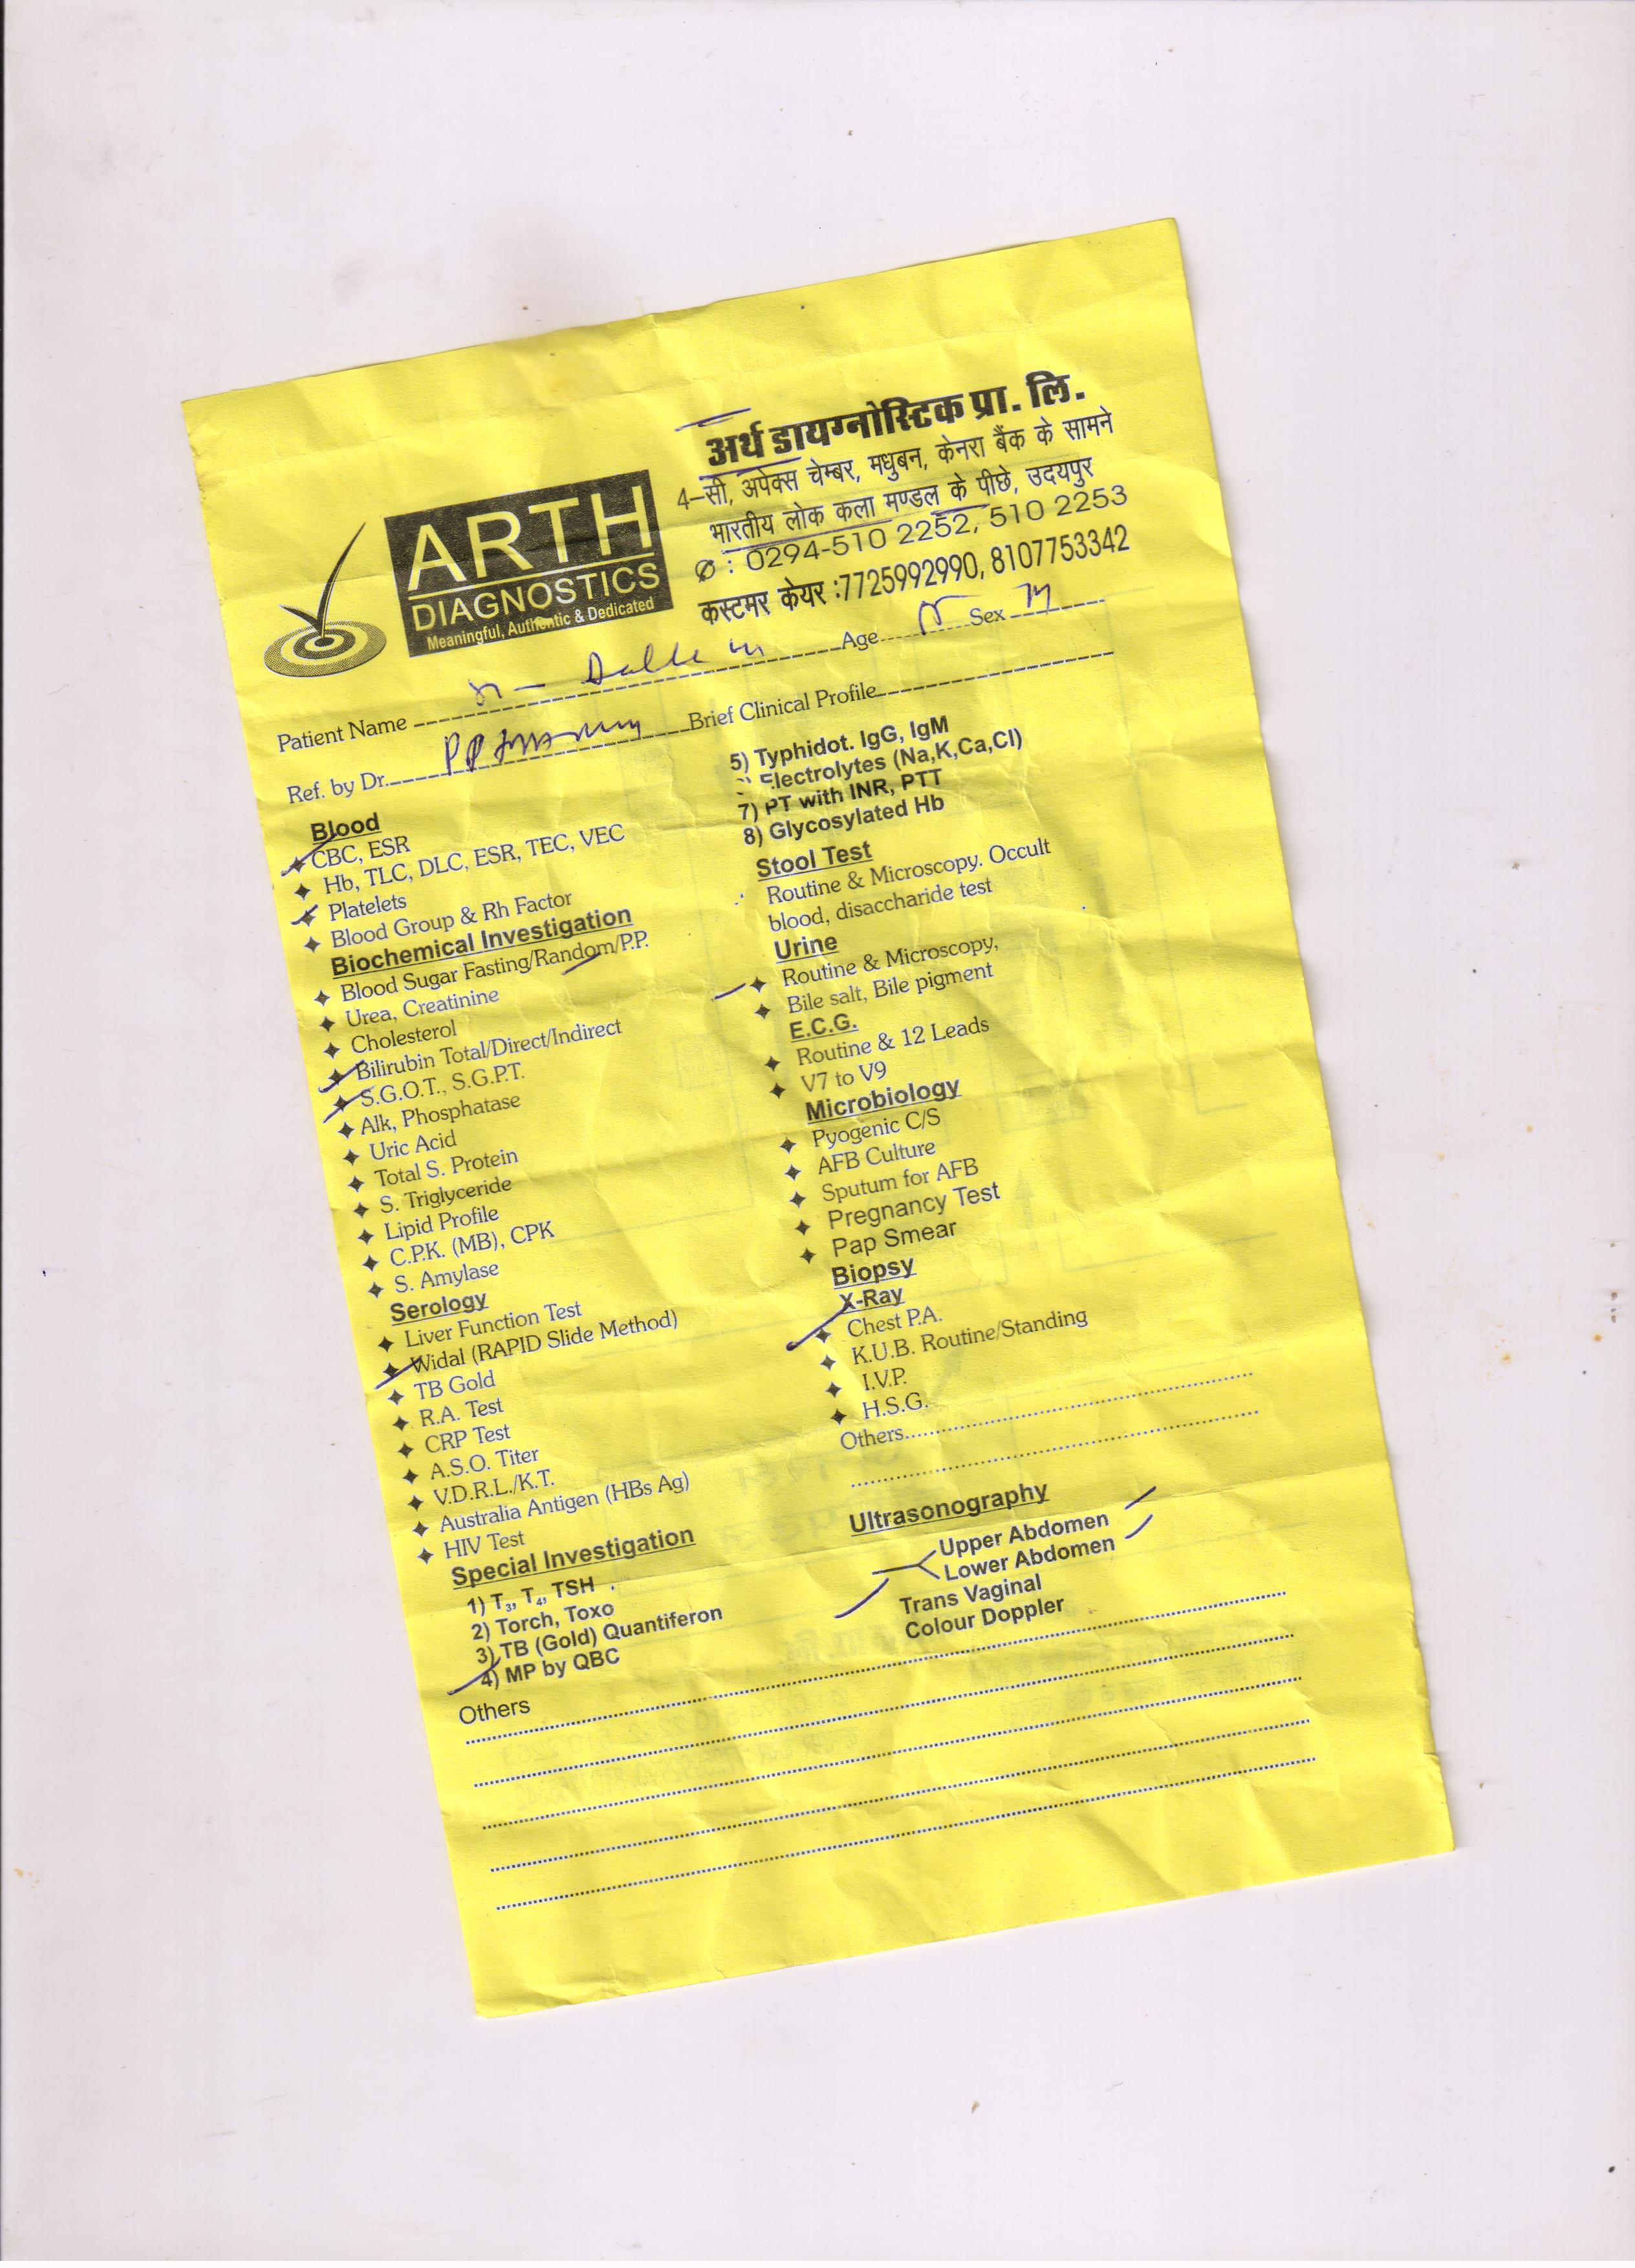 अर्थ डायग्नोस्टिक प्रा. लि.
4-सी, अपेक्स चेम्बर, मधुबन, केनरा बैंक के सामने
भारतीय लोक कला मण्डल के पीछे, उदयपुर
: 0294-510 2252, 510 2253
कस्टमर केयर :7725992990, 8107753342
ARTH
DIAGNOSTICS
Meaningful, Authentic & Dedicated
Patient Name Age Sex M
Ref. by Dr. Brief Clinical Profile
Blood
CBC, ESR
Hb, TLC, DLC, ESR, TEC, VEC
Platelets
Blood Group & Rh Factor
Biochemical Investigation
Blood Sugar Fasting/Random/P.P.
Urea, Creatinine
Cholesterol
Bilirubin Total/Direct/Indirect
S.G.O.T., S.G.P.T.
Alk, Phosphatase
Uric Acid
Total S. Protein
S. Triglyceride
Lipid Profile
C.P.K. (MB), CPK
S. Amylase
Serology
Liver Function Test
Widal (RAPID Slide Method)
TB Gold
R.A. Test
CRP Test
A.S.O. Titer
V.D.R.L./K.T.
Australia Antigen (HBs Ag)
HIV Test
Special Investigation
1) T3, T4, TSH
2) Torch, Toxo
3) TB (Gold) Quantiferon
4) MP by QBC
Others
5) Typhidot. IgG, IgM
Electrolytes (Na,K,Ca,Cl)
7) PT with INR, PTT
8) Glycosylated Hb
Stool Test
Routine & Microscopy. Occult
blood, disaccharide test
Urine
Routine & Microscopy,
Bile salt, Bile pigment
E.C.G.
Routine & 12 Leads
V7 to V9
Microbiology
Pyogenic C/S
AFB Culture
Sputum for AFB
Pregnancy Test
Pap Smear
Biopsy
X-Ray
Chest P.A.
K.U.B. Routine/Standing
I.V.P.
H.S.G.
Others
Ultrasonography
Upper Abdomen
Lower Abdomen
Trans Vaginal
Colour Doppler